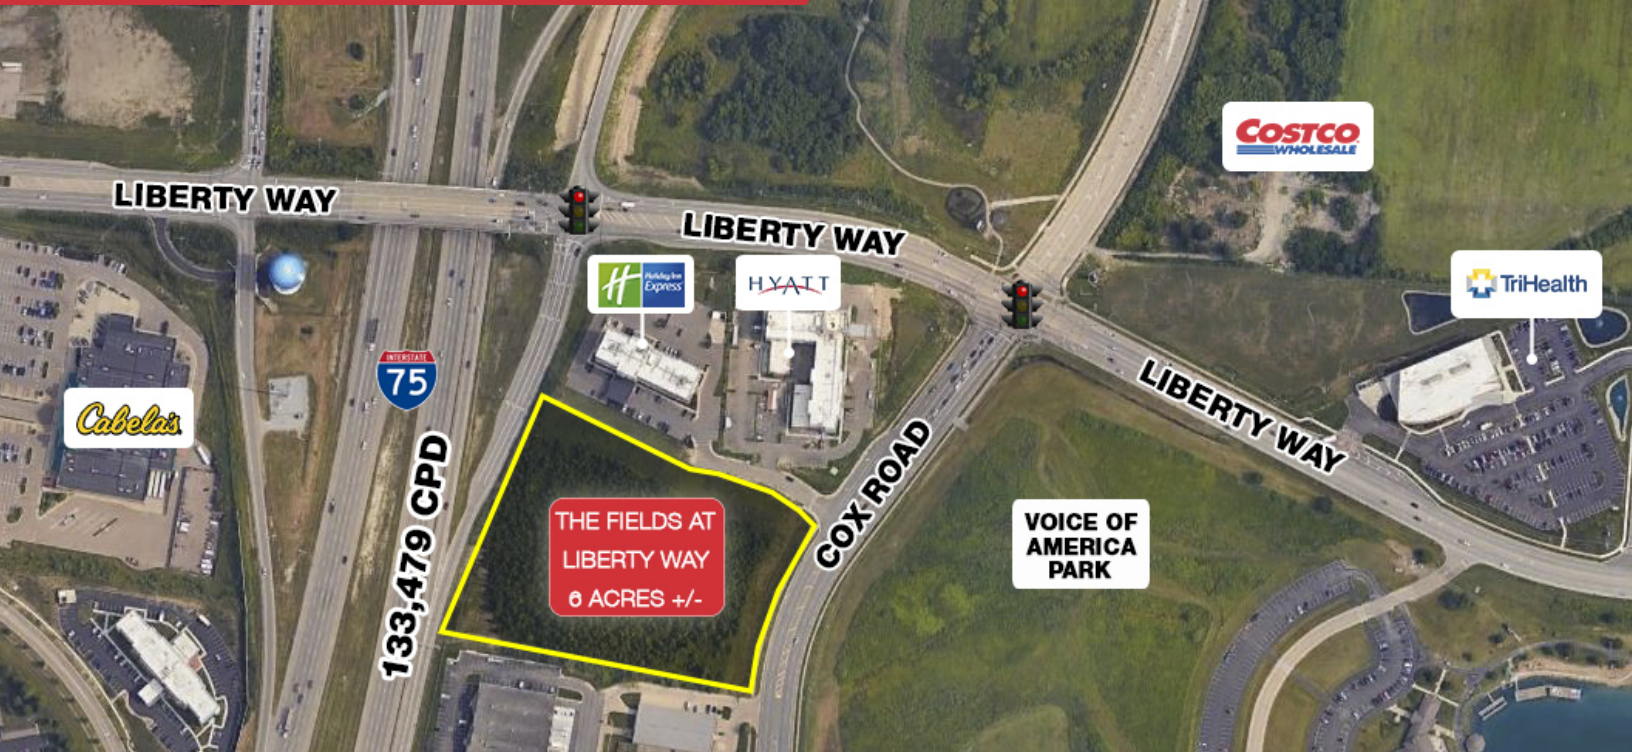 LIBERTY WAY
LIBERTY WAY
COSTCO
WHOLESALE
H
Holiday Inn
Express
HYATT
TriHealth
INTERSTATE
75
Cabela's
LIBERTY WAY
133,479 CPD
COX ROAD
THE FIELDS AT
LIBERTY WAY
6 ACRES +/-
VOICE OF
AMERICA
PARK